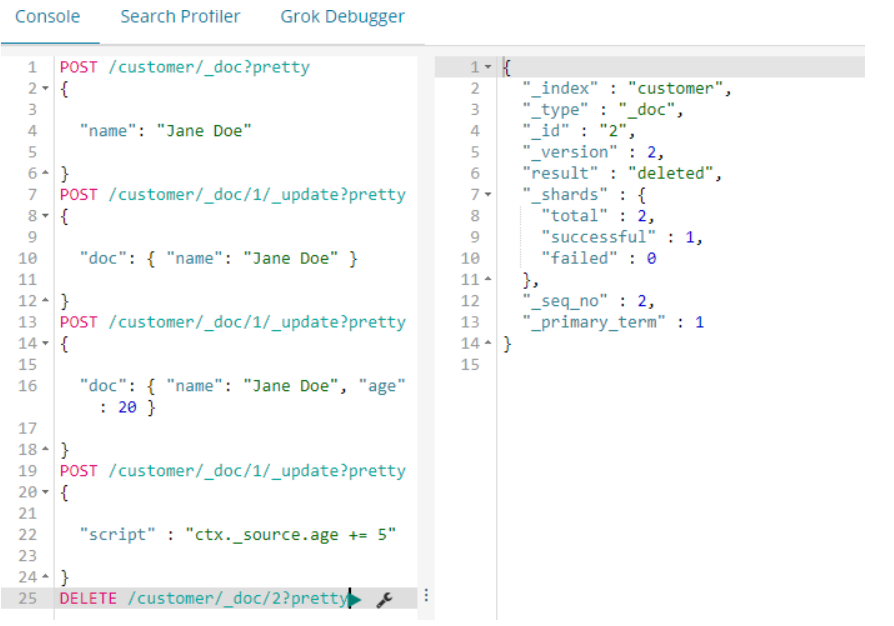 Console Search Profiler Grok Debugger
1 POST /customer/_doc?pretty
2 {
3
4 "name": "Jane Doe"
5
6 }
7 POST /customer/_doc/1/_update?pretty
8 {
9
10 "doc": { "name": "Jane Doe" }
11
12 }
13 POST /customer/_doc/1/_update?pretty
14 {
15
16 "doc": { "name": "Jane Doe", "age"
: 20 }
17
18 }
19 POST /customer/_doc/1/_update?pretty
20 {
21
22 "script" : "ctx._source.age += 5"
23
24 }
25 DELETE /customer/_doc/2?pretty
1 {
2 "_index" : "customer",
3 "_type" : "_doc",
4 "_id" : "2",
5 "_version" : 2,
6 "result" : "deleted",
7 "_shards" : {
8 "total" : 2,
9 "successful" : 1,
10 "failed" : 0
11 },
12 "_seq_no" : 2,
13 "_primary_term" : 1
14 }
15